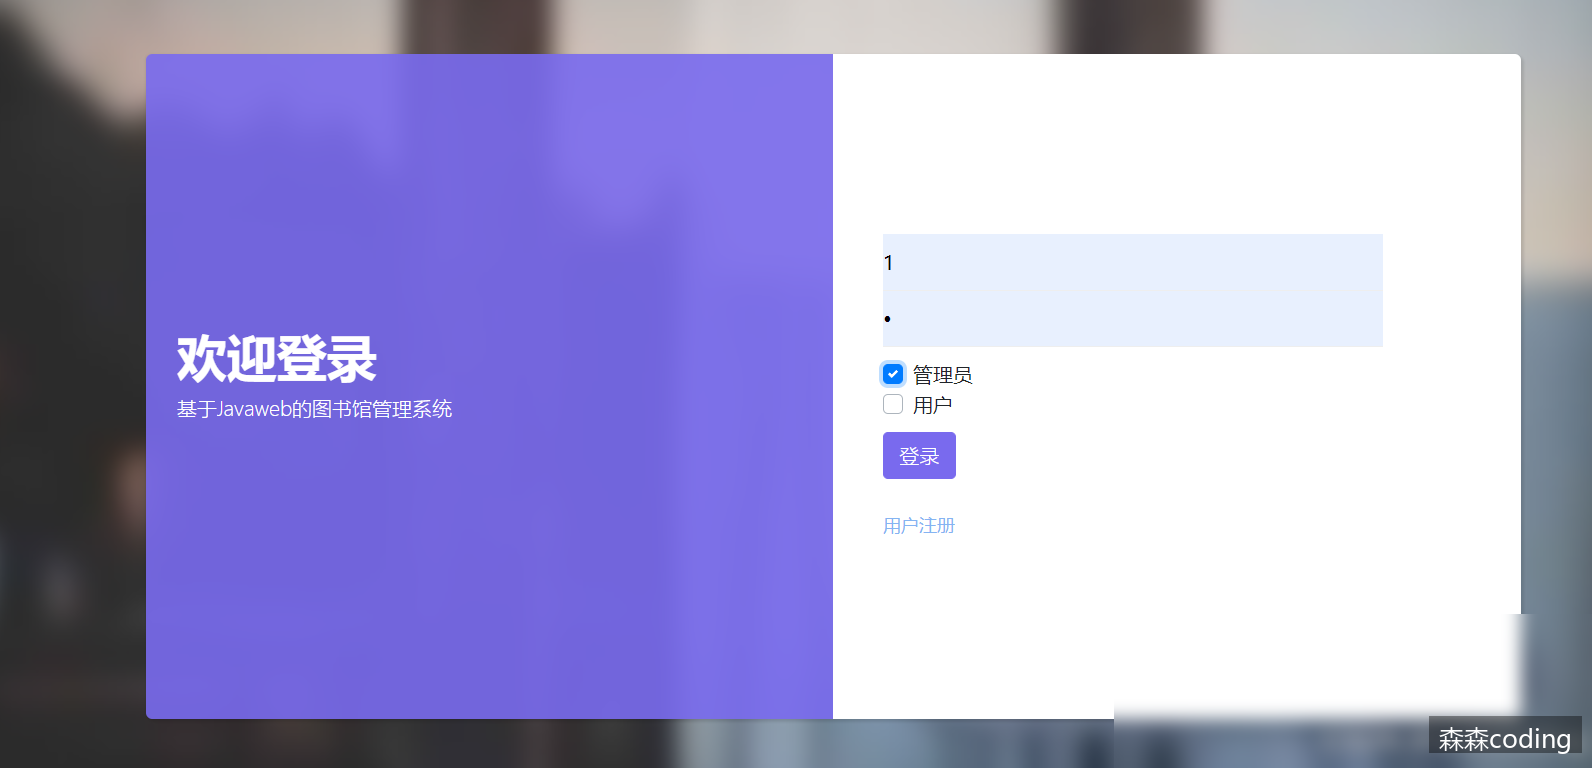 欢迎登录
基于Javaweb的图书馆管理系统
1
•
管理员
用户
登录
用户注册
森森coding